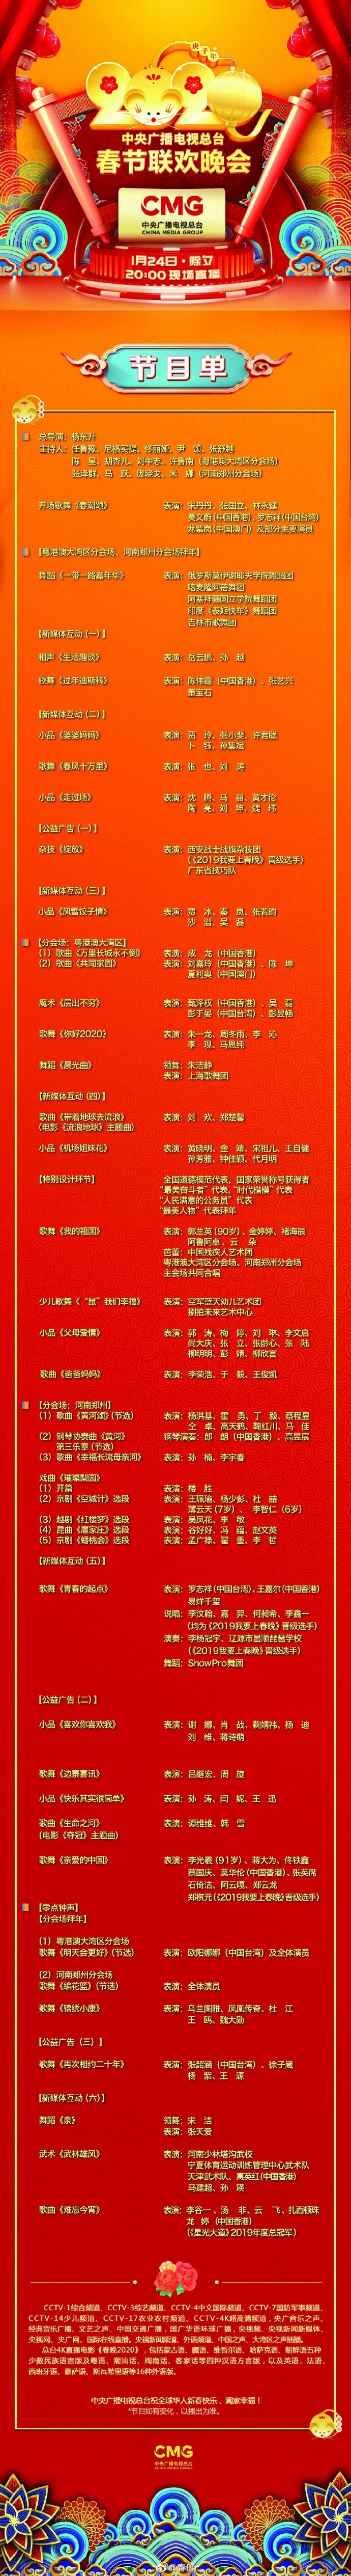 庚子年
2020
中央广播电视总台
春节联欢晚会
CMG
中央广播电视总台
CHINA MEDIA GROUP
1月24日·除夕
20:00 现场直播
节目单
总导演：杨东升
主持人：任鲁豫、尼格买提、佟丽娅、尹　颂、张舒越
陈　星、胡杏儿、刘中志、许鲁南（粤港澳大湾区分会场）
张泽群、马　跃、庞晓戈、米　娜（河南郑州分会场）
开场歌舞《春潮颂》　表演：宋丹丹、张国立、林永健
莫文蔚（中国香港）、罗志祥（中国台湾）
龙紫岚（中国澳门）及部分主要演员
【粤港澳大湾区分会场、河南郑州分会场拜年】
舞蹈《一带一路嘉年华》　表演：俄罗斯莫伊谢耶夫学院舞蹈团
喀麦隆阿蓓舞团
阿塞拜疆国立学院舞蹈团
印度《泰姬快车》舞蹈团
吉林市歌舞团
【新媒体互动（一）】
相声《生活趣谈》　表演：岳云鹏、孙　越
歌舞《过年迪斯科》　表演：陈伟霆（中国香港）、张艺兴
董宝石
【新媒体互动（二）】
小品《婆婆妈妈》　表演：贾　玲、张小斐、许君聪
卜　钰、孙集斌
歌舞《春风十万里》　表演：张　也、刘　涛
小品《走过场》　表演：沈　腾、马　丽、黄才伦
陶　亮、刘　坤、魏　玮
【公益广告（一）】
杂技《绽放》　表演：西安战士战旗杂技团
（《2019我要上春晚》晋级选手）
广东省技巧队
【新媒体互动（三）】
小品《风雪饺子情》　表演：贾　冰、秦　岚、张若昀
沙　溢、吴　磊
【分会场：粤港澳大湾区】
（1）歌曲《万里长城永不倒》　表演：成　龙（中国香港）
（2）歌曲《共同家园》　表演：刘嘉玲（中国香港）、陈　坤
夏利奥（中国澳门）
魔术《层出不穷》　表演：甄泽权（中国香港）、吴　磊
彭于晏（中国台湾）、彭昱畅
歌舞《你好2020》　表演：朱一龙、周冬雨、李　沁
李　现、马思纯
舞蹈《晨光曲》　领舞：朱洁静
表演：上海歌舞团
【新媒体互动（四）】
歌曲《带着地球去流浪》　表演：刘　欢、郑楚馨
（电影《流浪地球》主题曲）
小品《机场姐妹花》　表演：黄晓明、金　靖、宋祖儿、王自健
孙芳雅、钟佳颖、代月明
【特别设计环节】　全国道德模范代表，国家荣誉称号获得者
“最美奋斗者”代表，“时代楷模”代表
“人民满意的公务员”代表
“最美人物”代表拜年
歌舞《我的祖国》　表演：郭兰英（90岁）、金婷婷、褚海辰
阿鲁阿卓、云　朵
芭蕾：中国残疾人艺术团
粤港澳大湾区分会场、河南郑州分会场
主会场共同合唱
少儿歌舞《“鼠”我们幸福》　表演：空军蓝天幼儿艺术团
捌拍未来艺术中心
小品《父母爱情》　表演：郭　涛、梅　婷、刘　琳、李文启
尚大庆、张　立、张龄心、张　陆
柳明明、彭　婧、柳欣言
歌曲《爸爸妈妈》　表演：李荣浩、于　毅、王俊凯
【分会场：河南郑州】
（1）歌曲《黄河颂》（节选）　表演：杨洪基、霍　勇、丁　毅、蔡程昱
仝　卓、高天鹤、鞠红川、马　佳
（2）钢琴协奏曲《黄河》　钢琴演奏：郎　朗（中国香港）、高昱宸
第三乐章（节选）
（3）歌曲《幸福长流母亲河》　表演：孙　楠、李宇春
戏曲《璀璨梨园》
（1）开篇　表演：楼　胜
（2）京剧《空城计》选段　表演：王珮瑜、杨少彭、杜　喆
薄云天（7岁）、李智仁（6岁）
（3）越剧《红楼梦》选段　表演：吴凤花、李　敏
（4）昆曲《扈家庄》选段　表演：谷好好、冯　蕴、赵文英
（5）京剧《蟠桃会》选段　表演：孟广禄、翟　墨、李　哲
【新媒体互动（五）】
歌舞《青春的起点》　表演：罗志祥（中国台湾）、王嘉尔（中国香港）
易烊千玺
说唱：李汶翰、嘉　羿、何昶希、李鑫一
（均为《2019我要上春晚》晋级选手）
演奏：李杨冠宇、辽源市显顺琵琶学校
（《2019我要上春晚》晋级选手）
舞蹈：ShowPro舞团
【公益广告（二）】
小品《喜欢你喜欢我》　表演：谢　娜、肖　战、鞠婧祎、杨　迪
刘　维、蒋诗萌
歌舞《边寨喜讯》　表演：吕继宏、周　旋
小品《快乐其实很简单》　表演：孙　涛、闫　妮、王　迅
歌曲《生命之河》　表演：谭维维、韩　雪
（电影《夺冠》主题曲）
歌舞《亲爱的中国》　表演：李光羲（91岁）、蒋大为、佟铁鑫
蔡国庆、莫华伦（中国香港）、张英席
石倚洁、阿云嘎、郑云龙
郑棋元（《2019我要上春晚》晋级选手）
【零点钟声】
【分会场拜年】
（1）粤港澳大湾区分会场
歌舞《明天会更好》（节选）　表演：欧阳娜娜（中国台湾）及全体演员
（2）河南郑州分会场
歌舞《编花篮》（节选）　表演：全体演员
歌舞《锦绣小康》　表演：乌兰图雅、凤凰传奇、杜　江
王　鸥、魏大勋
【公益广告（三）】
歌舞《再次相约二十年》　表演：张韶涵（中国台湾）、徐子崴
杨　紫、王　源
【新媒体互动（六）】
舞蹈《泉》　领舞：宋　洁
表演：张天爱
武术《武林雄风》　表演：河南少林塔沟武校
宁夏体育运动训练管理中心武术队
天津武术队、惠英红（中国香港）
马建超、孙　瑛
歌曲《难忘今宵》　表演：李谷一、汤　非、云　飞、扎西顿珠
龙　婷（中国香港）
（《星光大道》2019年度总冠军）
CCTV-1综合频道、CCTV-3综艺频道、CCTV-4中文国际频道、CCTV-7国防军事频道、
CCTV-14少儿频道、CCTV-17农业农村频道、CCTV-4K超高清频道，央广音乐之声、
经典音乐广播、文艺之声、中国交通广播，国广华语环球广播，央视频、央视新闻新媒体、
央视网、央广网、国际在线直播。央视新闻频道、外语频道、中国之声、大湾区之声插播。
总台4K直播电影《春晚2020》，包括蒙古语、藏语、维吾尔语、哈萨克语、朝鲜语五种
少数民族语言版及粤语、潮汕话、闽南话、客家话等四种汉语方言版，以及英语、法语、
西班牙语、豪萨语、斯瓦希里语等16种外语版。
中央广播电视总台祝全球华人新春快乐、阖家幸福！
*节目如有变化，以播出为准。
CMG
中央广播电视总台